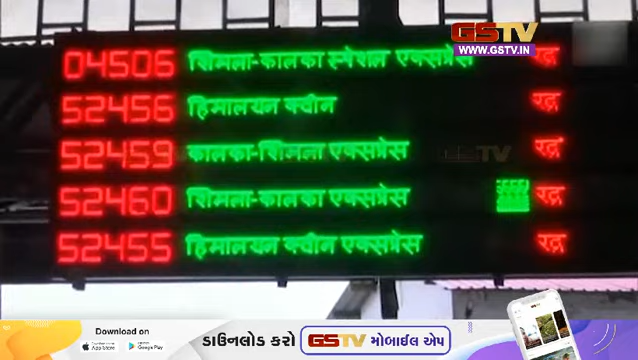 GSTV
WWW.GSTV.IN
04506 शिमला-कालका स्पेशल एक्सप्रेस रद्द
52456 हिमालयन क्वीन रद्द
52459 कालका-शिमला एक्सप्रेस रद्द
GSTV
52460 शिमला-कालका एक्सप्रेस रद्द
52455 हिमालयन क्वीन एक्सप्रेस रद्द
Download on
App Store
Google Play
ડાઉનલોડ કરો GSTV મોબાઈલ એપ